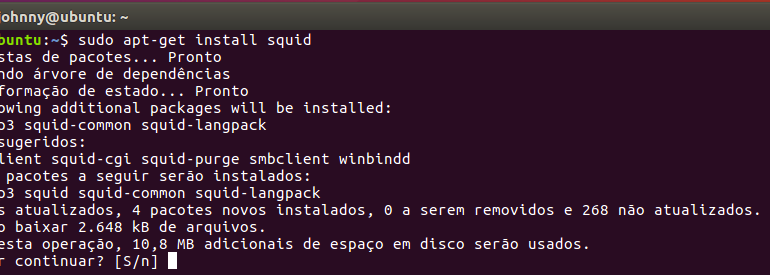 johnny@ubuntu: ~
buntu:~$ sudo apt-get install squid
stas de pacotes... Pronto
ndo árvore de dependências
formação de estado... Pronto
owing additional packages will be installed:
p3 squid-common squid-langpack
sugeridos:
lient squid-cgi squid-purge smbclient winbindd
pacotes a seguir serão instalados:
p3 squid squid-common squid-langpack
s atualizados, 4 pacotes novos instalados, 0 a serem removidos e 268 não atualizados.
o baixar 2.648 kB de arquivos.
esta operação, 10,8 MB adicionais de espaço em disco serão usados.
r continuar? [S/n]